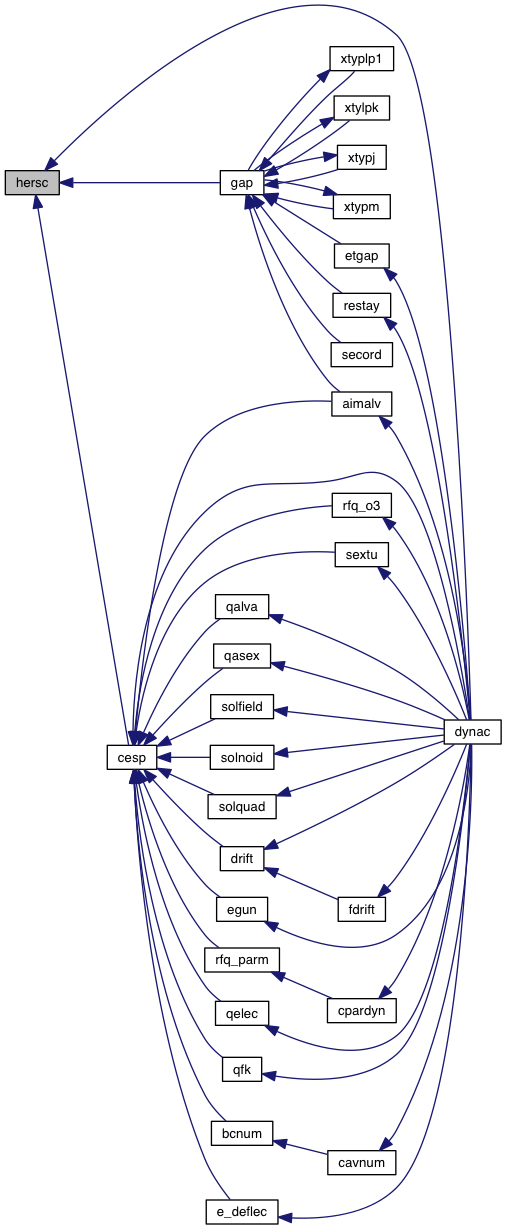 xtyplp1
xtylpk
xtypj
hersc
gap
xtypm
etgap
restay
secord
aimalv
rfq_o3
sextu
qalva
qasex
solfield
dynac
cesp
solnoid
solquad
drift
egun
fdrift
rfq_parm
cpardyn
qelec
qfk
bcnum
cavnum
e_deflec